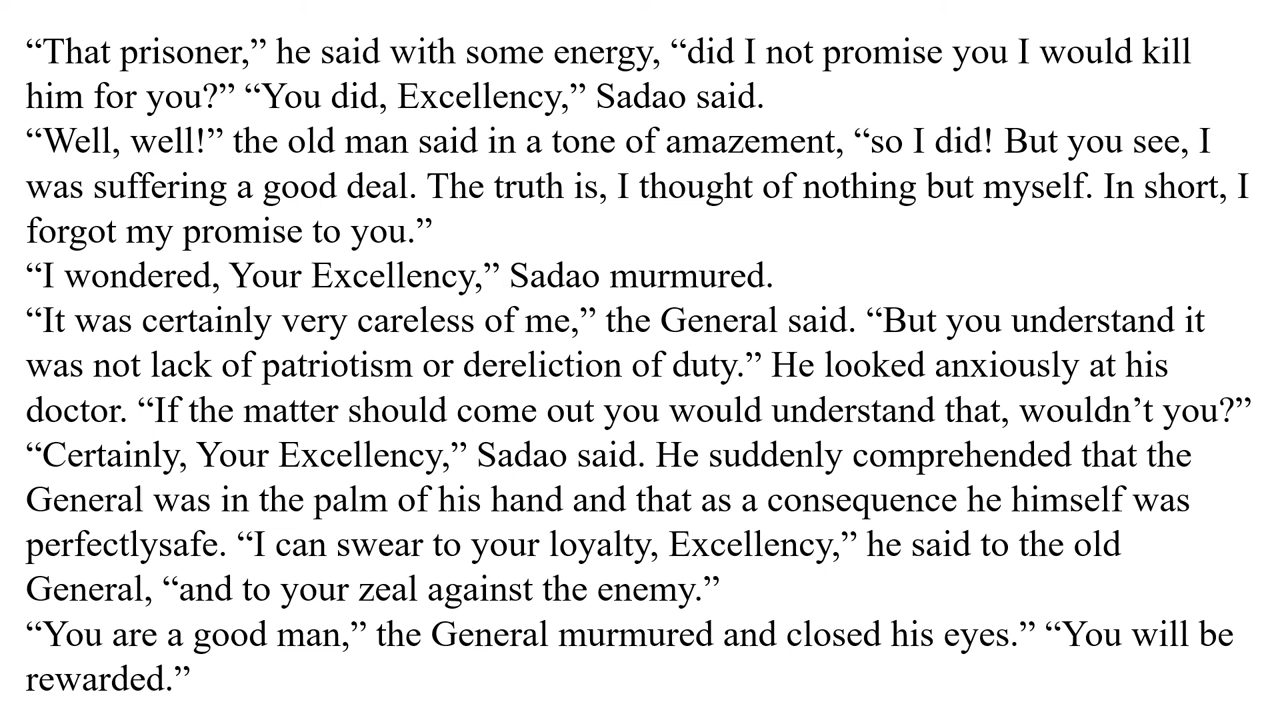 “That prisoner,” he said with some energy, “did I not promise you I would kill
him for you?” “You did, Excellency,” Sadao said.
“Well, well!” the old man said in a tone of amazement, “so I did! But you see, I
was suffering a good deal. The truth is, I thought of nothing but myself. In short, I
forgot my promise to you.”
“I wondered, Your Excellency,” Sadao murmured.
“It was certainly very careless of me,” the General said. “But you understand it
was not lack of patriotism or dereliction of duty.” He looked anxiously at his
doctor. “If the matter should come out you would understand that, wouldn’t you?”
“Certainly, Your Excellency,” Sadao said. He suddenly comprehended that the
General was in the palm of his hand and that as a consequence he himself was
perfectlysafe. “I can swear to your loyalty, Excellency,” he said to the old
General, “and to your zeal against the enemy.”
“You are a good man,” the General murmured and closed his eyes.” “You will be
rewarded.”